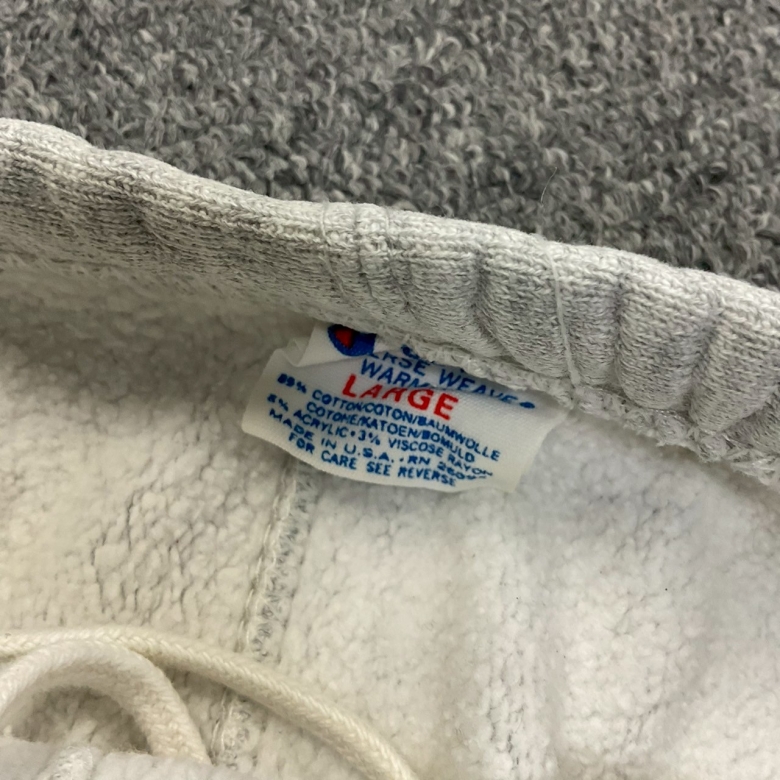 WARM
LARGE
89% COTTON/COTON/BAUMWOLLE
COTONE/KATOEN/BOMULD
8% ACRYLIC • 3% VISCOSE RAYON
MADE IN U.S.A. • RN
FOR CARE SEE REVERSE